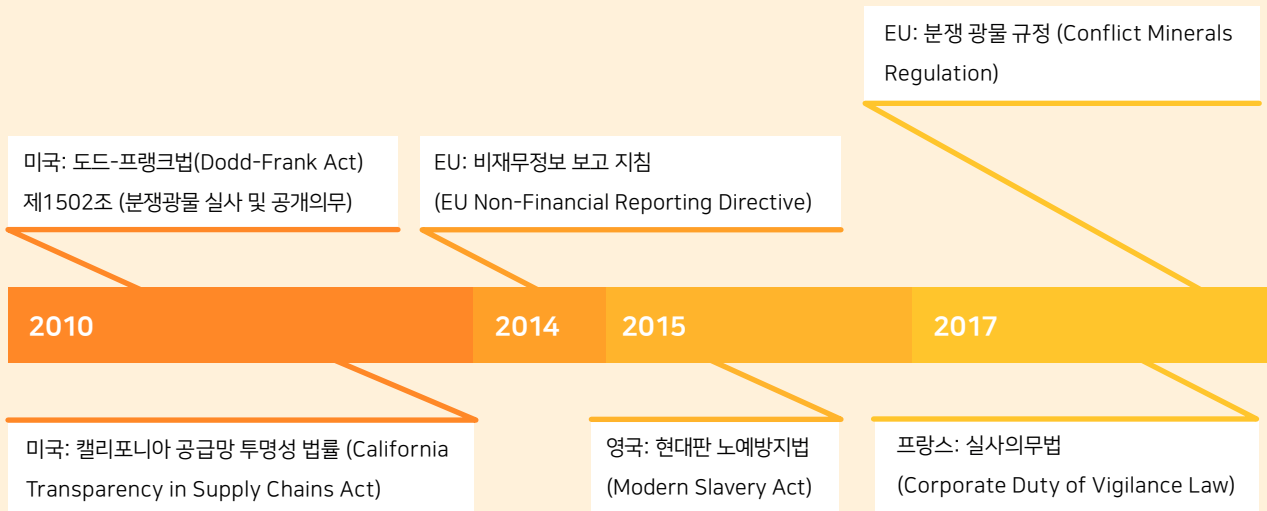 EU: 분쟁 광물 규정 (Conflict Minerals
Regulation)
미국: 도드-프랭크법(Dodd-Frank Act)
제1502조 (분쟁광물 실사 및 공개의무)
EU: 비재무정보 보고 지침
(EU Non-Financial Reporting Directive)
2010
2014
2015
2017
미국: 캘리포니아 공급망 투명성 법률 (California
Transparency in Supply Chains Act)
영국: 현대판 노예방지법
(Modern Slavery Act)
프랑스: 실사의무법
(Corporate Duty of Vigilance Law)